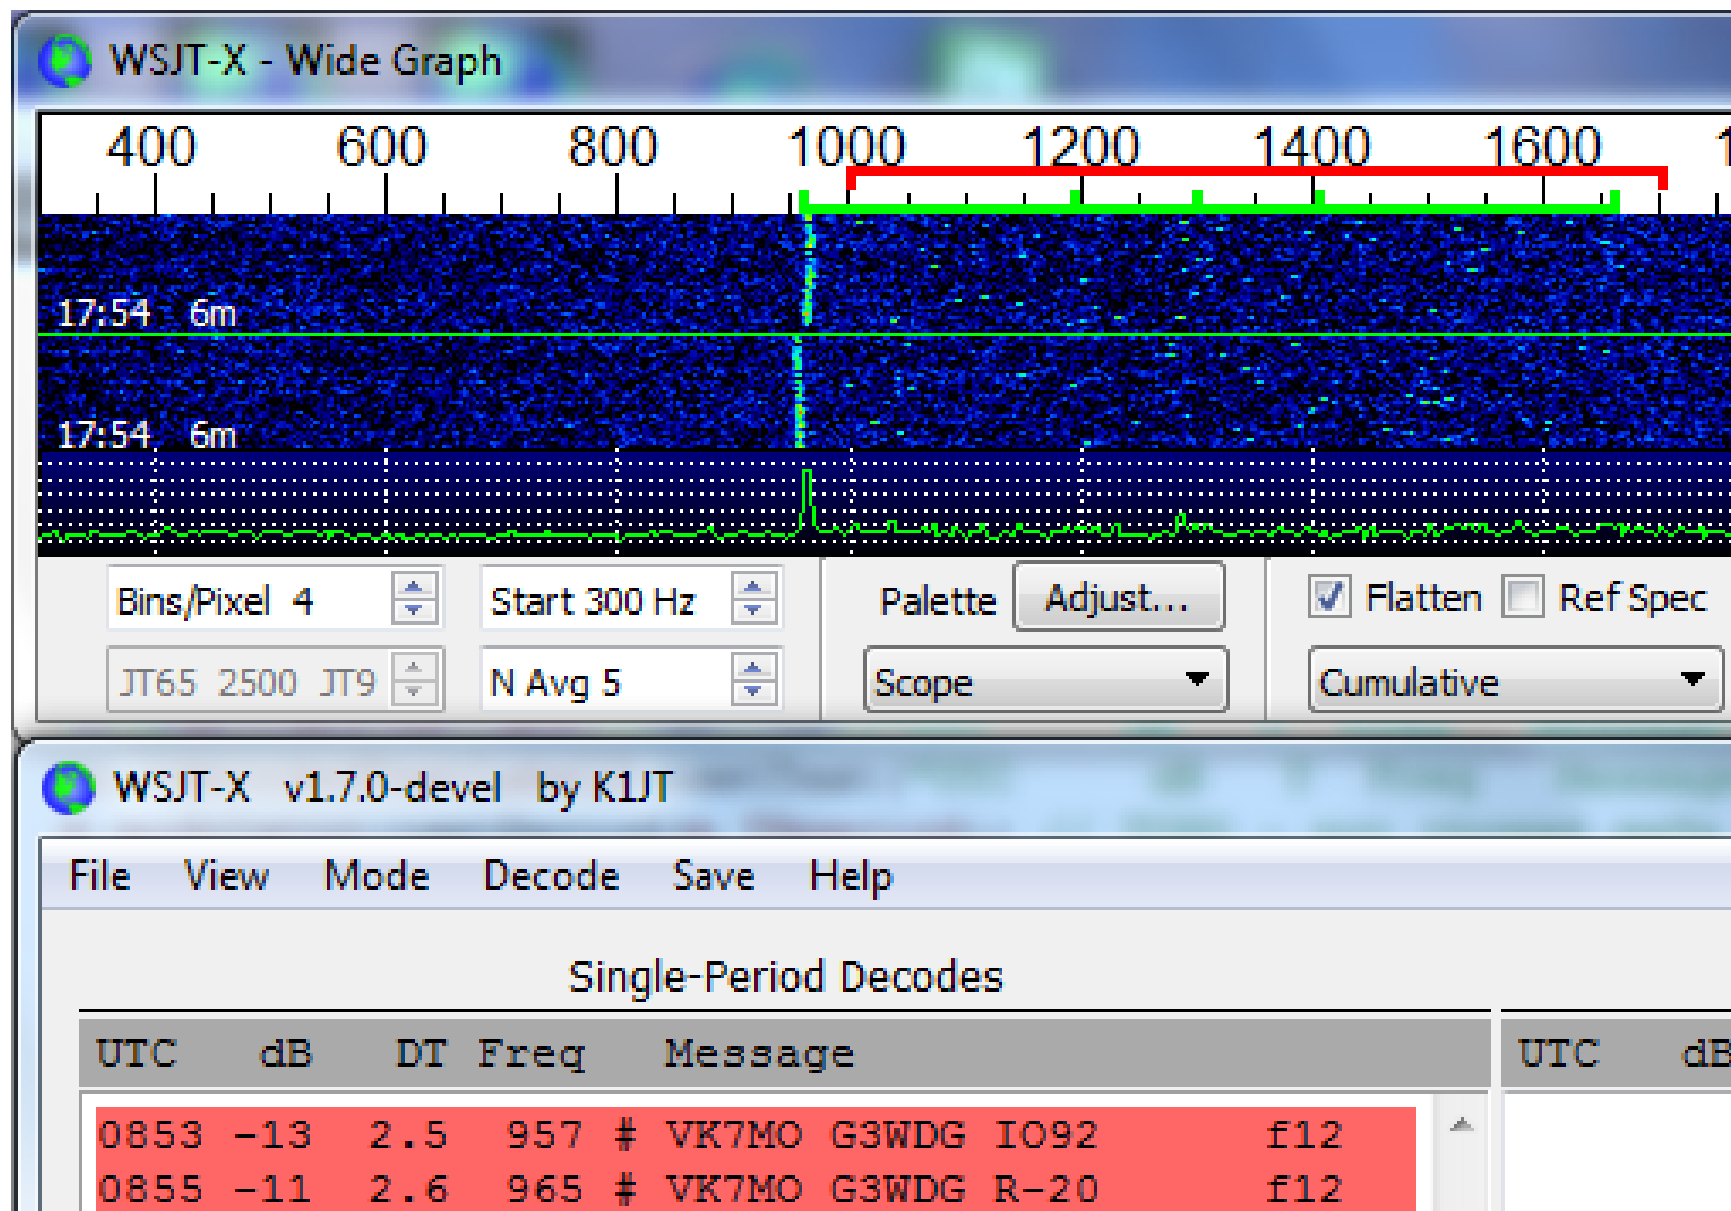 WSJT-X - Wide Graph
400 600 800 1000 1200 1400 1600 1
17:54 6m
17:54 6m
Bins/Pixel 4 Start 300 Hz Palette Adjust... Flatten Ref Spec
JT65 2500 JT9 N Avg 5 Scope Cumulative
WSJT-X v1.7.0-devel by K1JT
File View Mode Decode Save Help
Single-Period Decodes
UTC dB DT Freq Message UTC dB
0853 -13 2.5 957 # VK7MO G3WDG IO92 f12
0855 -11 2.6 965 # VK7MO G3WDG R-20 f12